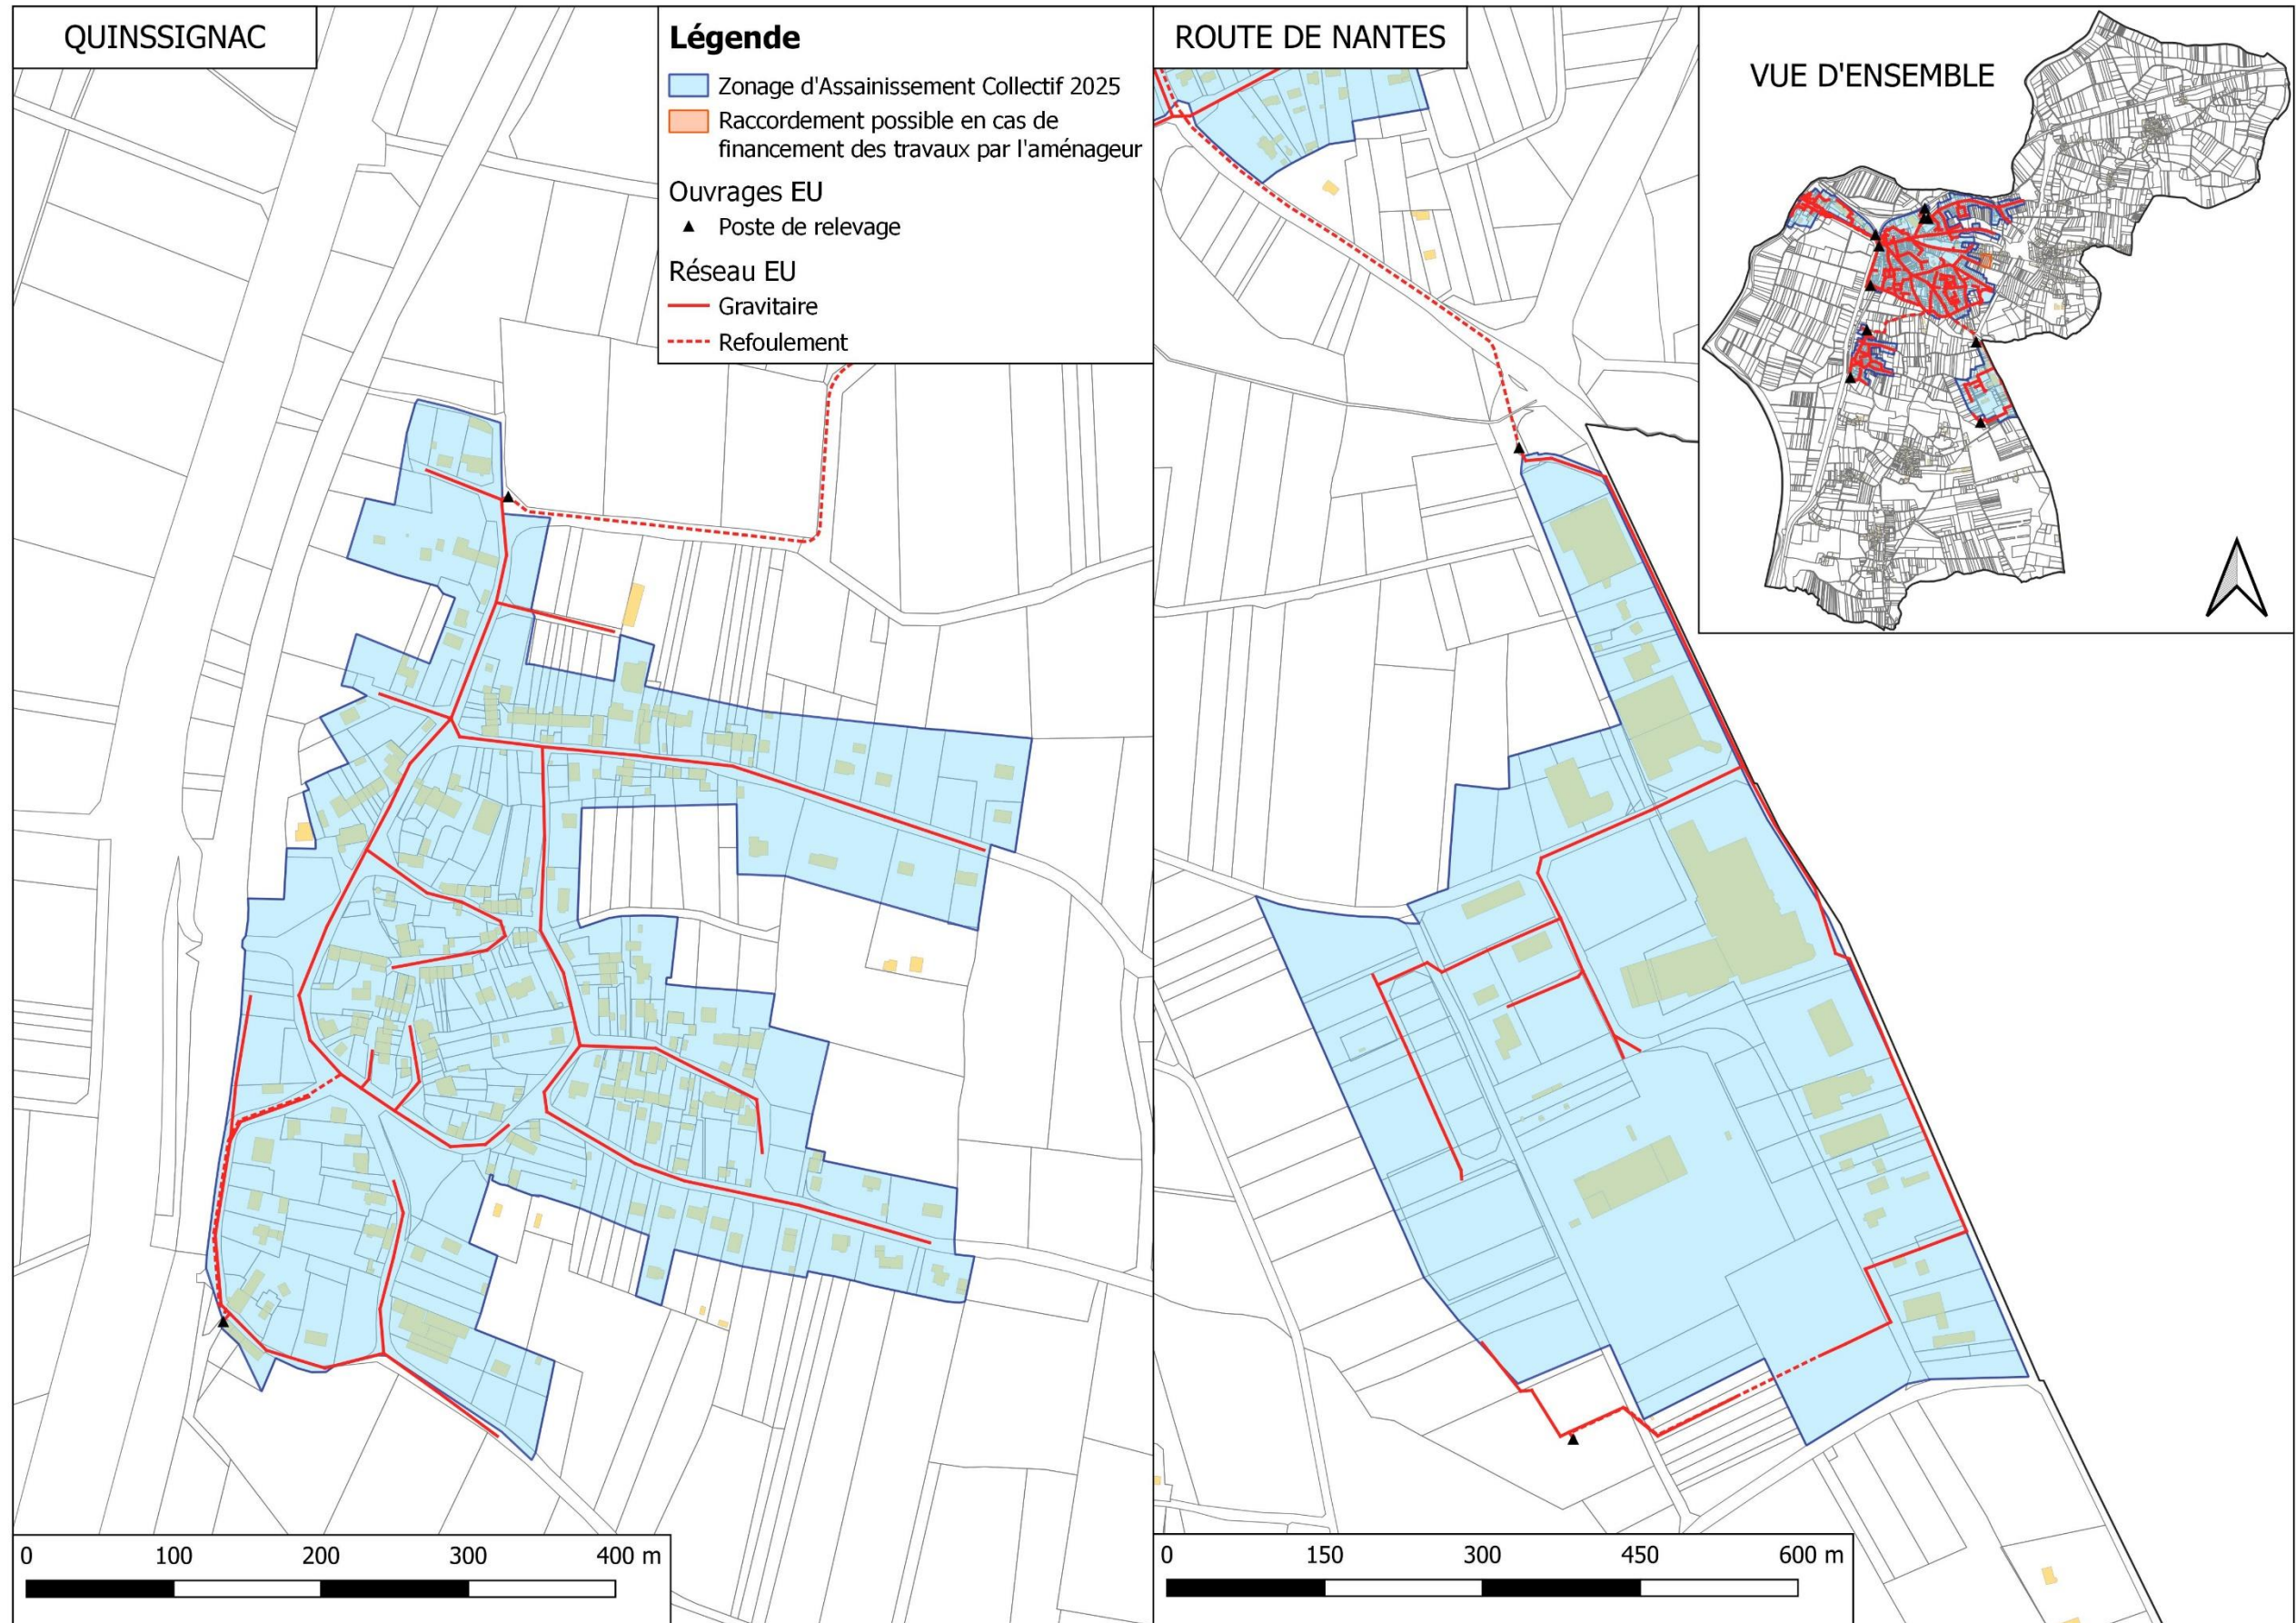 QUINSSIGNAC
Légende
Zonage d'Assainissement Collectif 2025
Raccordement possible en cas de
financement des travaux par l'aménageur
Ouvrages EU
Poste de relevage
Réseau EU
Gravitaire
Refoulement
ROUTE DE NANTES
VUE D'ENSEMBLE
0 100 200 300 400 m
0 150 300 450 600 m